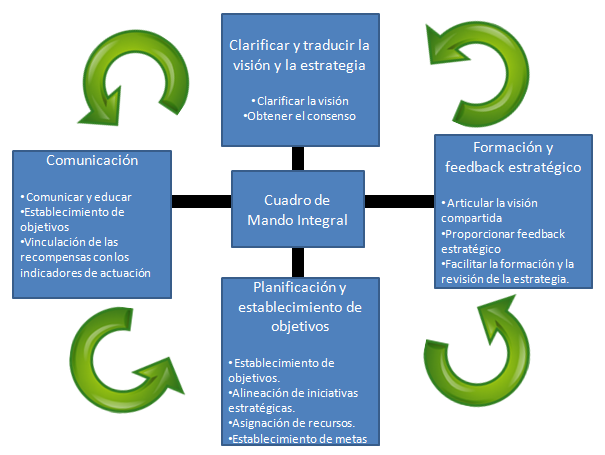 Clarificar y traducir la
visión y la estrategia
•Clarificar la visión
•Obtener el consenso
Comunicación
•Comunicar y educar
•Establecimiento de
objetivos
•Vinculación de las
recompensas con los
indicadores de actuación
Cuadro de
Mando Integral
Formación y
feedback estratégico
• Articular la visión
compartida
•Proporcionar feedback
estratégico
•Facilitar la formación y la
revisión de la estrategia.
Planificación y
establecimiento de
objetivos
•Establecimiento de
objetivos.
•Alineación de iniciativas
estratégicas.
•Asignación de recursos.
•Establecimiento de metas